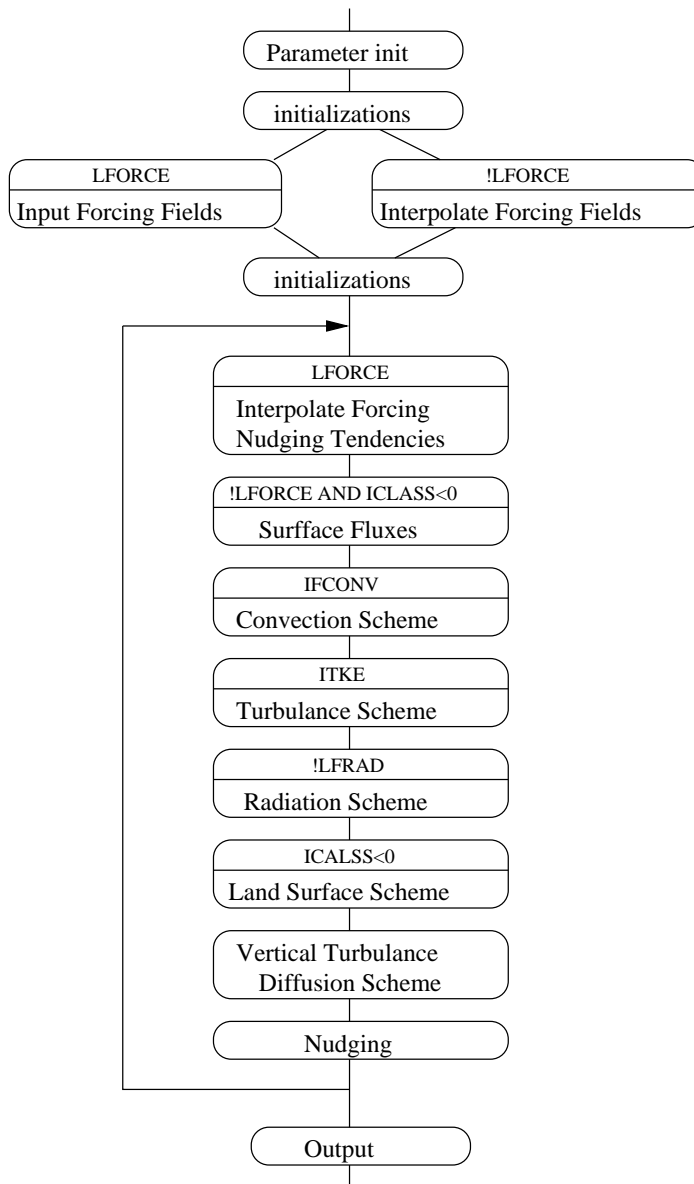 Parameter init
initializations
LFORCE
Input Forcing Fields
!LFORCE
Interpolate Forcing Fields
initializations
LFORCE
Interpolate Forcing
Nudging Tendencies
!LFORCE AND ICLASS<0
Surfface Fluxes
IFCONV
Convection Scheme
ITKE
Turbulance Scheme
!LFRAD
Radiation Scheme
ICALSS<0
Land Surface Scheme
Vertical Turbulance
Diffusion Scheme
Nudging
Output